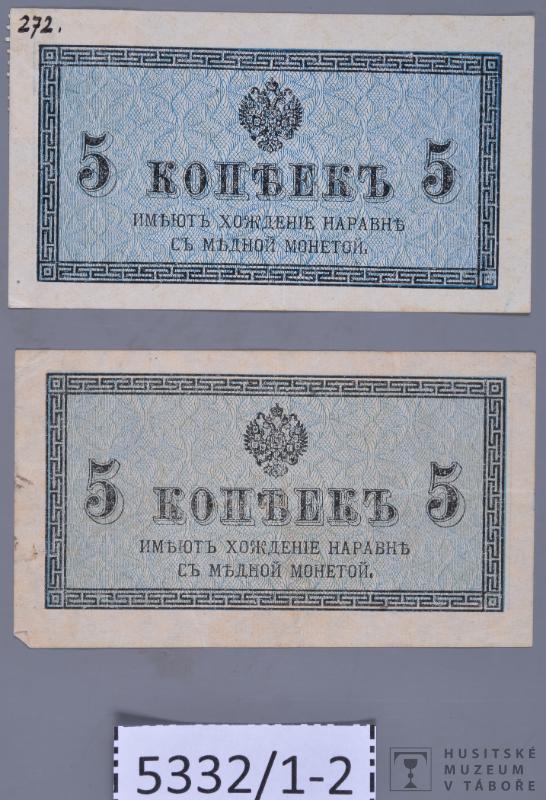 272.
5 КОПѢЕКЪ 5
ИМѢЮТЪ ХОЖДЕНІЕ НАРАВНѢ
СЪ МѢДНОЙ МОНЕТОЙ.
5 КОПѢЕКЪ 5
ИМѢЮТЪ ХОЖДЕНІЕ НАРАВНѢ
СЪ МѢДНОЙ МОНЕТОЙ.
5332/1-2
HUSITSKÉ
MUZEUM
V TÁBOŘE